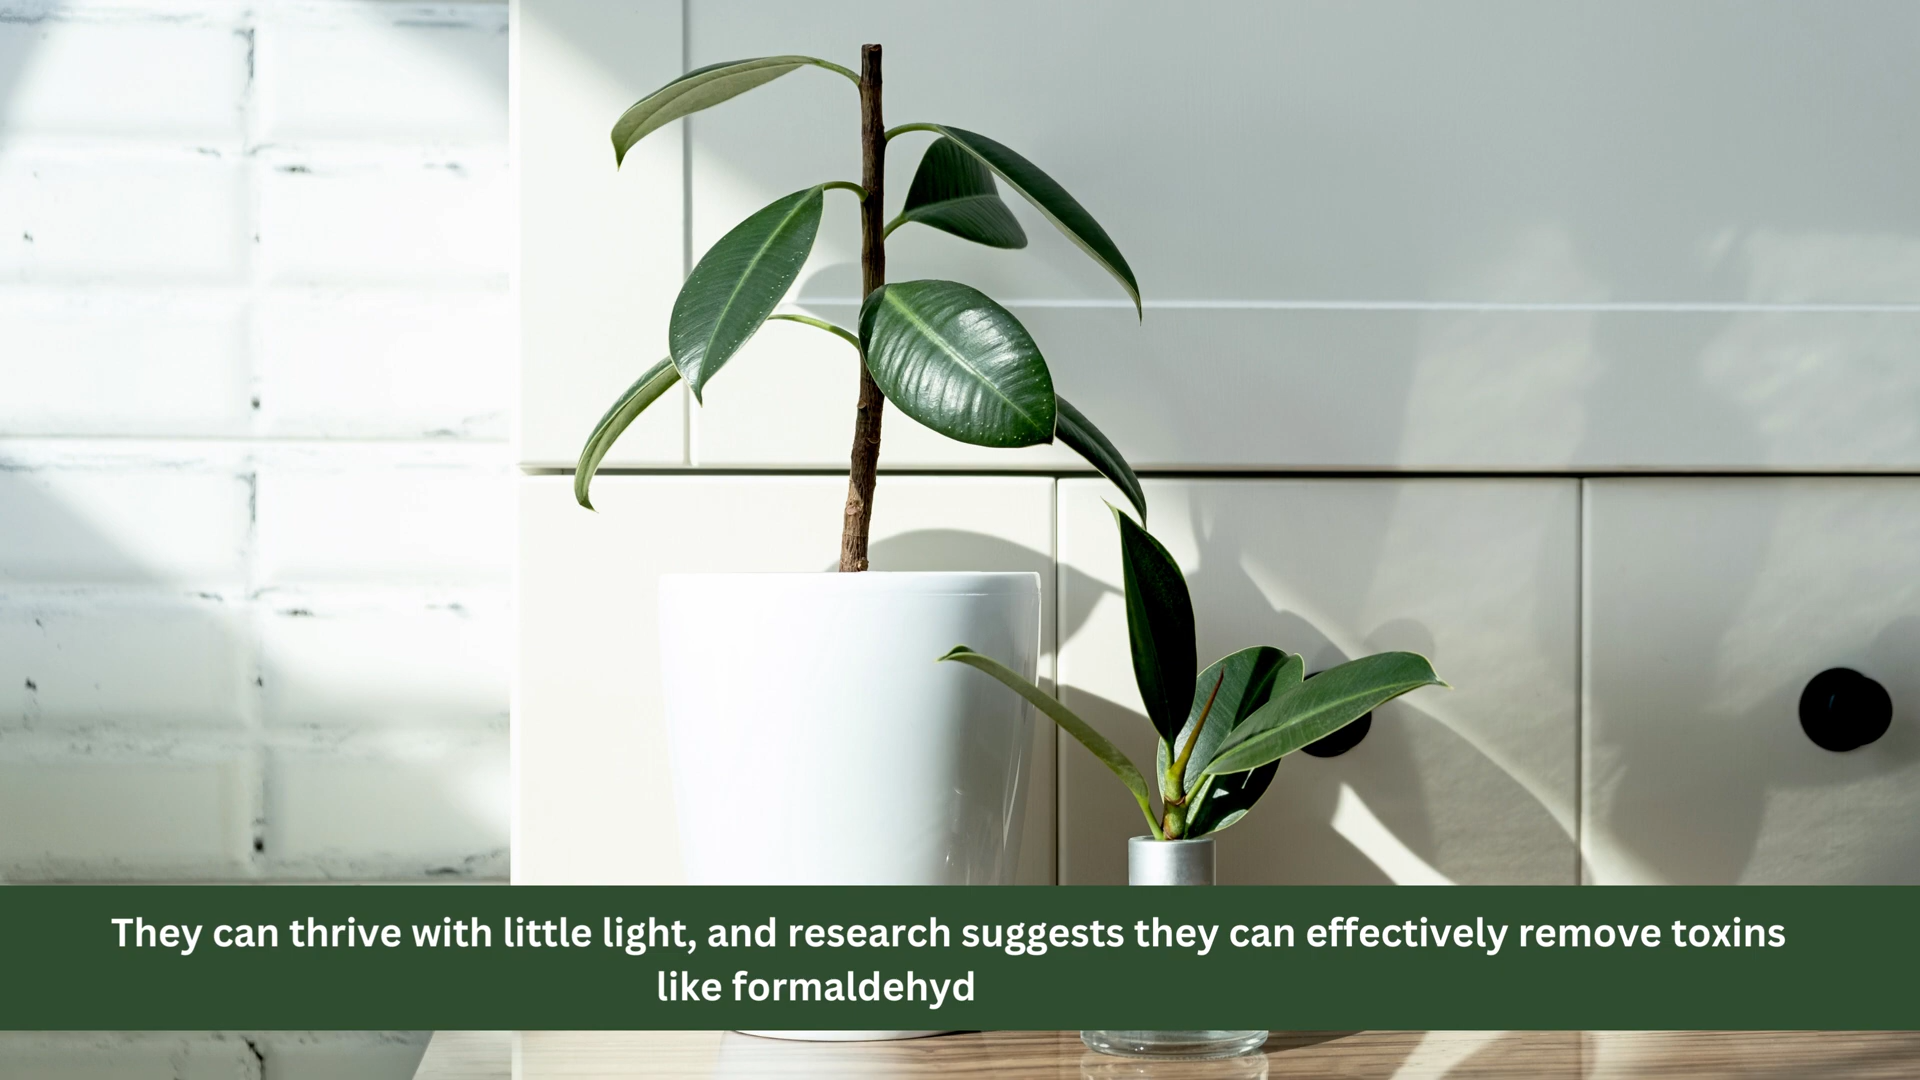 They can thrive with little light, and research suggests they can effectively remove toxins
like formaldehyd